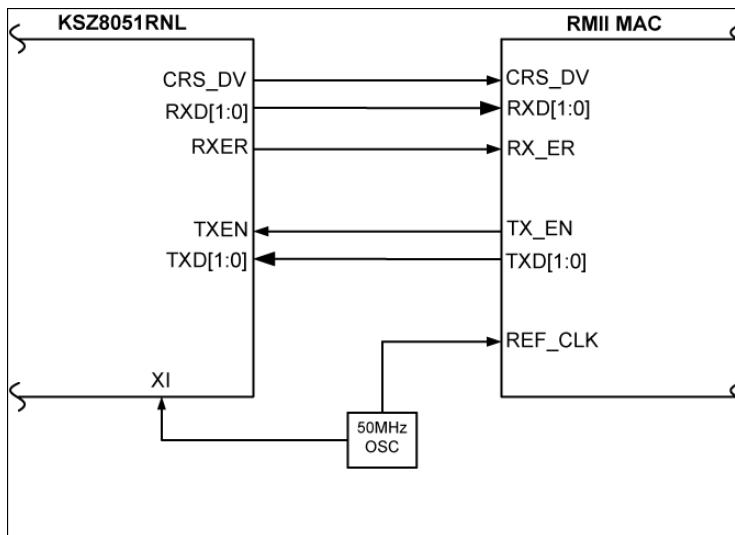 KSZ8051RNL
RMII MAC
CRS_DV
CRS_DV
RXD[1:0]
RXD[1:0]
RXER
RX_ER
TXEN
TX_EN
TXD[1:0]
TXD[1:0]
REF_CLK
XI
50MHz
OSC